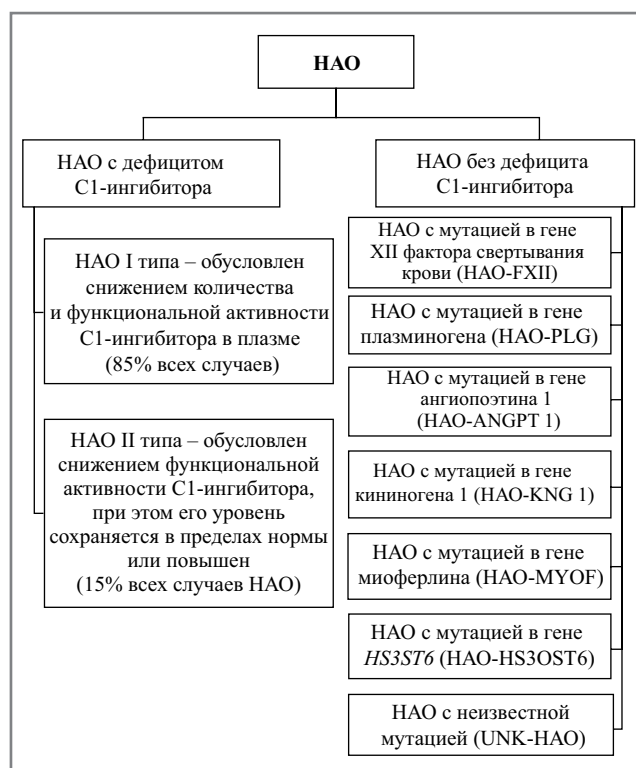 НАО
НАО с дефицитом
С1-ингибитора
НАО I типа – обусловлен
снижением количества
и функциональной активности
С1-ингибитора в плазме
(85% всех случаев)
НАО II типа – обусловлен
снижением функциональной
активности С1-ингибитора,
при этом его уровень
сохраняется в пределах нормы
или повышен
(15% всех случаев НАО)
НАО без дефицита
С1-ингибитора
НАО с мутацией в гене
XII фактора свертывания
крови (НАО-FXII)
НАО с мутацией в гене
плазминогена (НАО-PLG)
НАО с мутацией в гене
ангиопоэтина 1
(НАО-ANGPT 1)
НАО с мутацией в гене
кининогена 1 (НАО-KNG 1)
НАО с мутацией в гене
миоферлина (НАО-MYOF)
НАО с мутацией в гене
HS3ST6 (НАО-HS3OST6)
НАО с неизвестной
мутацией (UNK-НАО)